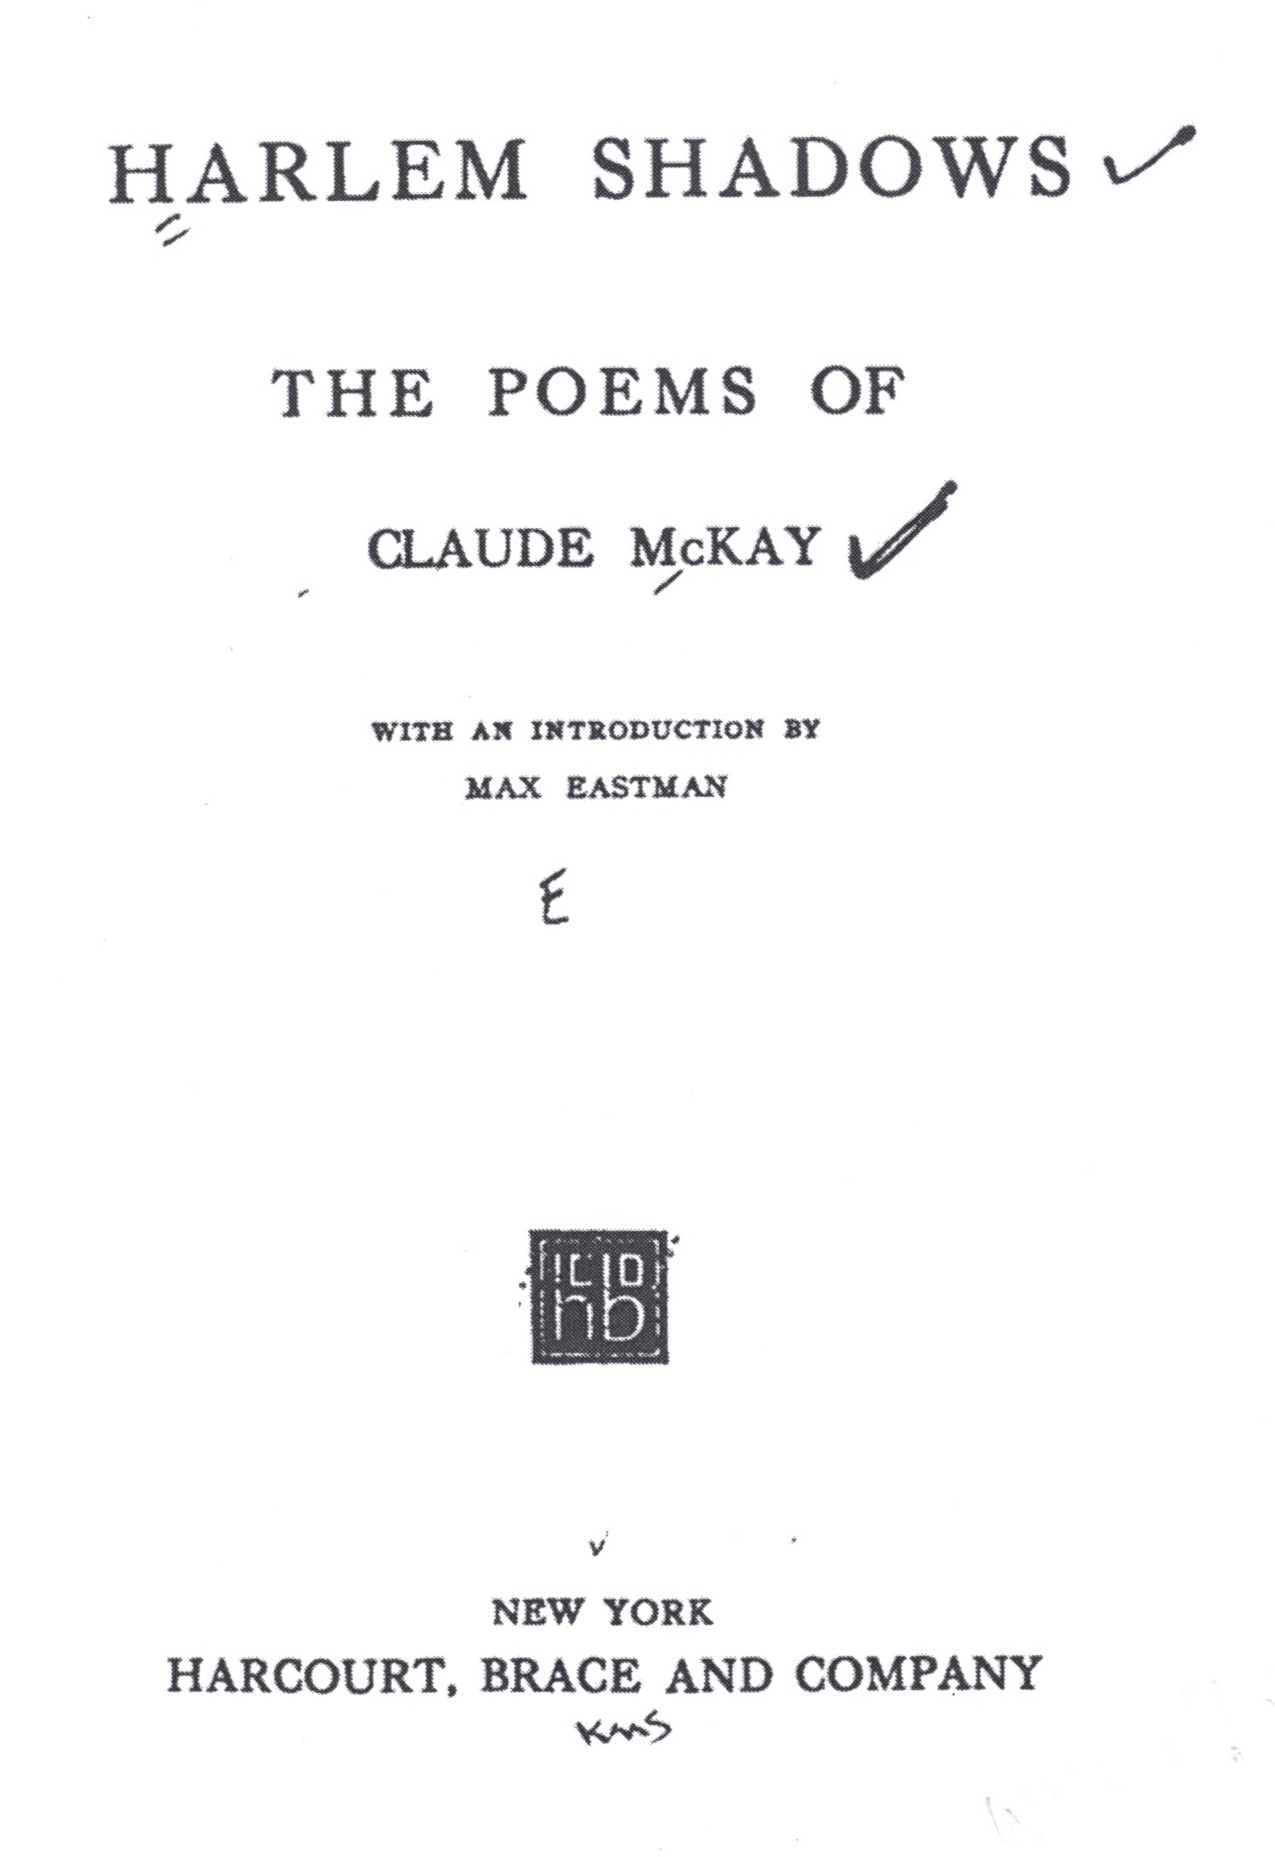 HARLEM SHADOWS
THE POEMS OF
CLAUDE McKAY
WITH AN INTRODUCTION BY
MAX EASTMAN
E
hb
NEW YORK
HARCOURT, BRACE AND COMPANY
KMS